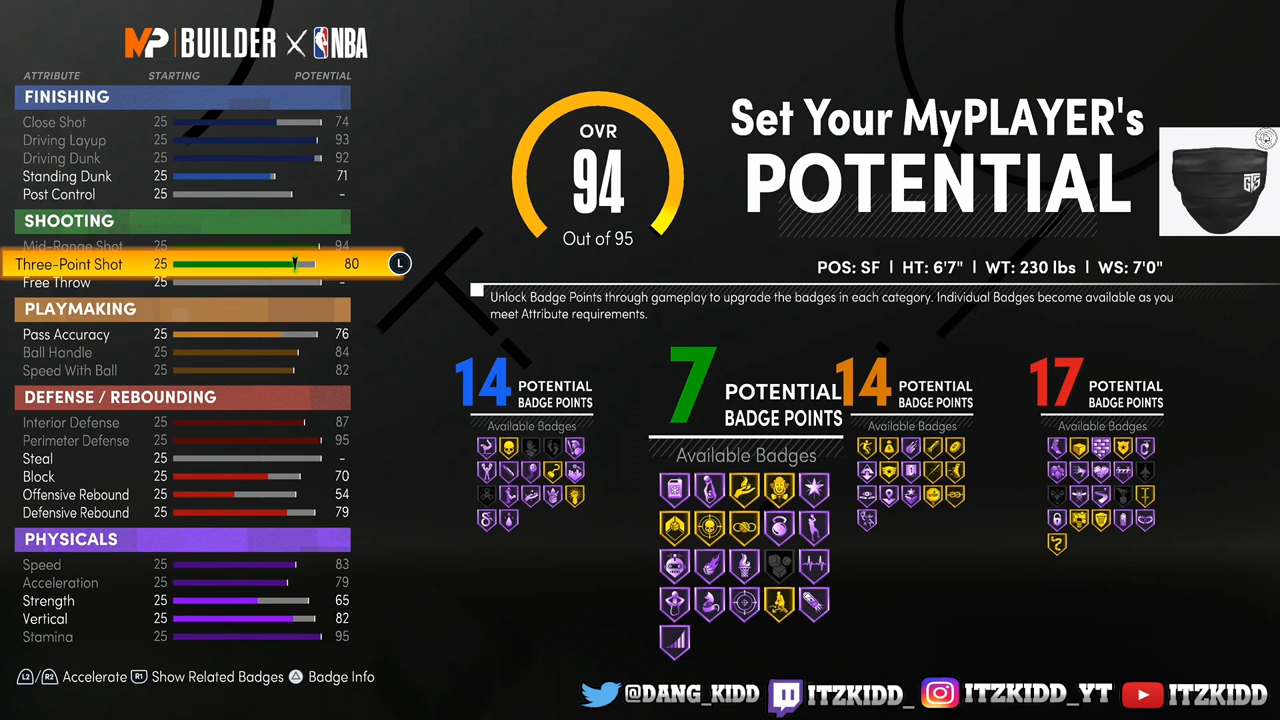 MP | BUILDER X NBA
ATTRIBUTE STARTING POTENTIAL
FINISHING
Close Shot 25 74
Driving Layup 25 93
Driving Dunk 25 92
Standing Dunk 25 71
Post Control 25 -
SHOOTING
Mid-Range Shot 25 94
Three-Point Shot 25 80 L
Free Throw 25 -
PLAYMAKING
Pass Accuracy 25 76
Ball Handle 25 84
Speed With Ball 25 82
DEFENSE / REBOUNDING
Interior Defense 25 87
Perimeter Defense 25 95
Steal 25 -
Block 25 70
Offensive Rebound 25 54
Defensive Rebound 25 79
PHYSICALS
Speed 25 83
Acceleration 25 79
Strength 25 65
Vertical 25 82
Stamina 25 95
L2/R2 Accelerate R1 Show Related Badges Badge Info
OVR
94
Out of 95
Set Your MyPLAYER's
POTENTIAL
GTS
POS: SF | HT: 6'7" | WT: 230 lbs | WS: 7'0"
Unlock Badge Points through gameplay to upgrade the badges in each category. Individual Badges become available as you
meet Attribute requirements.
14 POTENTIAL
BADGE POINTS
Available Badges
7 POTENTIAL
BADGE POINTS
Available Badges
14 POTENTIAL
BADGE POINTS
Available Badges
17 POTENTIAL
BADGE POINTS
Available Badges
@DANG_KIDD ITZKIDD_ ITZKIDD_YT ITZKIDD